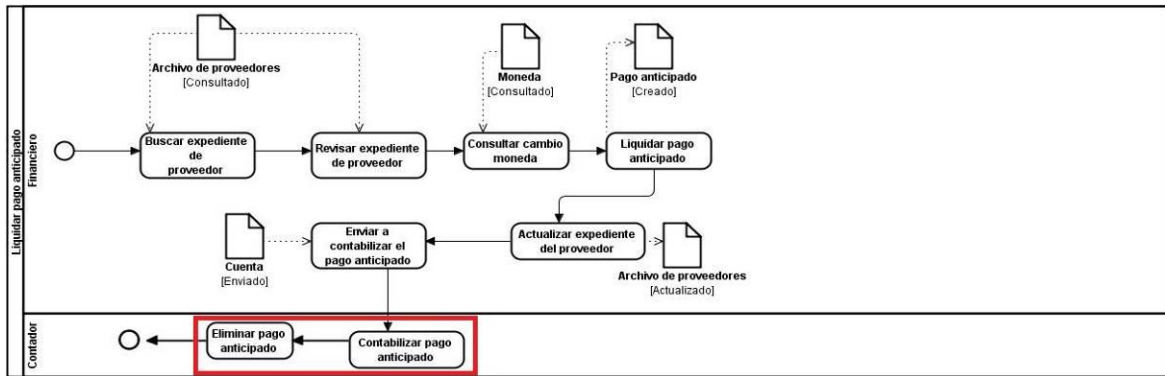 Liquidar pago anticipado
Financiero
Archivo de proveedores
[Consultado]
Moneda
[Consultado]
Pago anticipado
[Creado]
Buscar expediente
de
proveedor
Revisar expediente
de proveedor
Consultar cambio
moneda
Liquidar pago
anticipado
Cuenta
[Enviado]
Enviar a
contabilizar el
pago anticipado
Actualizar expediente
del proveedor
Archivo de proveedores
[Actualizado]
Contador
Eliminar pago
anticipado
Contabilizar pago
anticipado